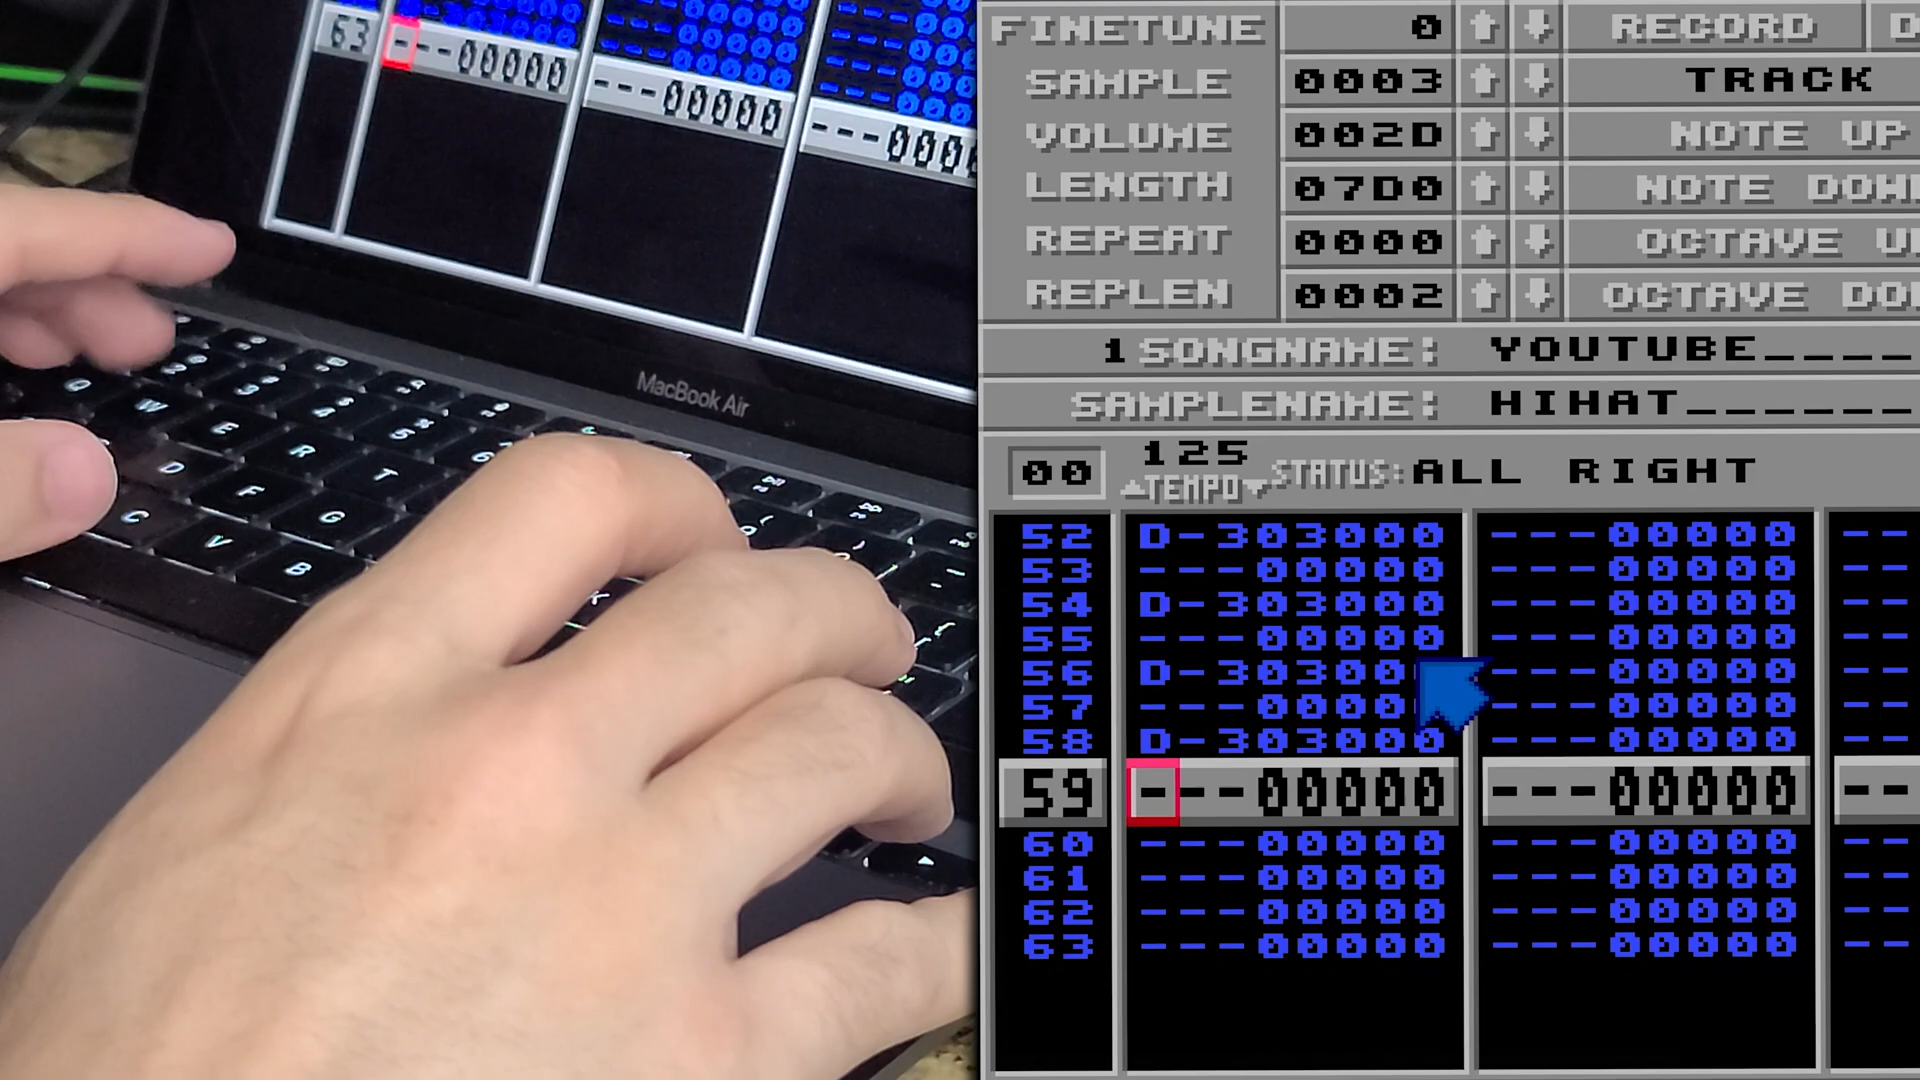 63 ---00000 ---00000 ---000
MacBook Air
Q W E R T
D F G
C V B
FINETUNE 0 RECORD D
SAMPLE 0003 TRACK
VOLUME 002D NOTE UP
LENGTH 07D0 NOTE DOWN
REPEAT 0000 OCTAVE U
REPLEN 0002 OCTAVE DO
1 SONGNAME: YOUTUBE____
SAMPLENAME: HIHAT______
00 125 TEMPO STATUS: ALL RIGHT
52 D-303000 ---00000 --
53 ---00000 ---00000 --
54 D-303000 ---00000 --
55 ---00000 ---00000 --
56 D-30300 ---00000 --
57 ---0000 ---00000 --
58 D-303000 ---00000 --
59 ---00000 ---00000 --
60 ---00000 ---00000 --
61 ---00000 ---00000 --
62 ---00000 ---00000 --
63 ---00000 ---00000 --